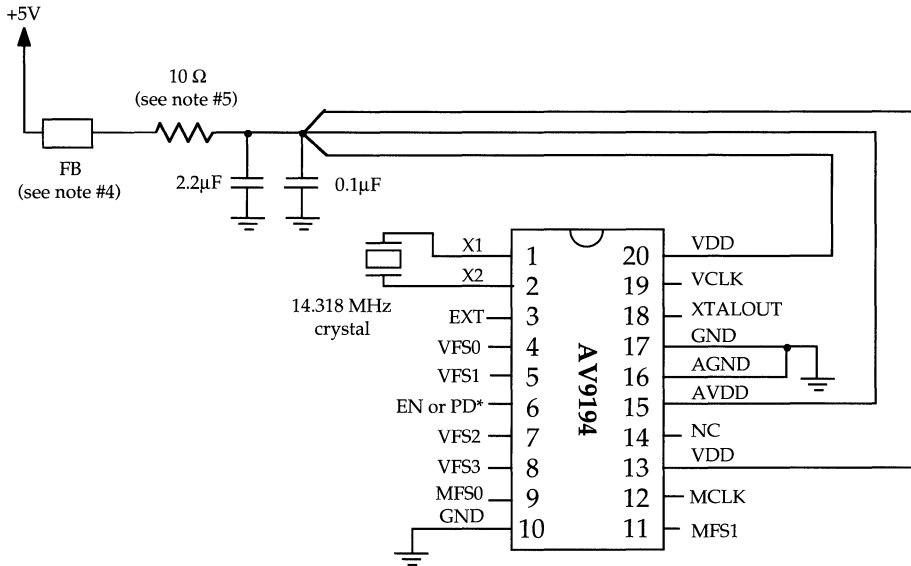 +5V
10 Ω
(see note #5)
FB
(see note #4)
2.2µF
0.1µF
14.318 MHz
crystal
X1
X2
EXT
VFS0
VFS1
EN or PD*
VFS2
VFS3
MFS0
GND
1
2
3
4
5
6
7
8
9
10
AV9194
20
19
18
17
16
15
14
13
12
11
VDD
VCLK
XTALOUT
GND
AGND
AVDD
NC
VDD
MCLK
MFS1